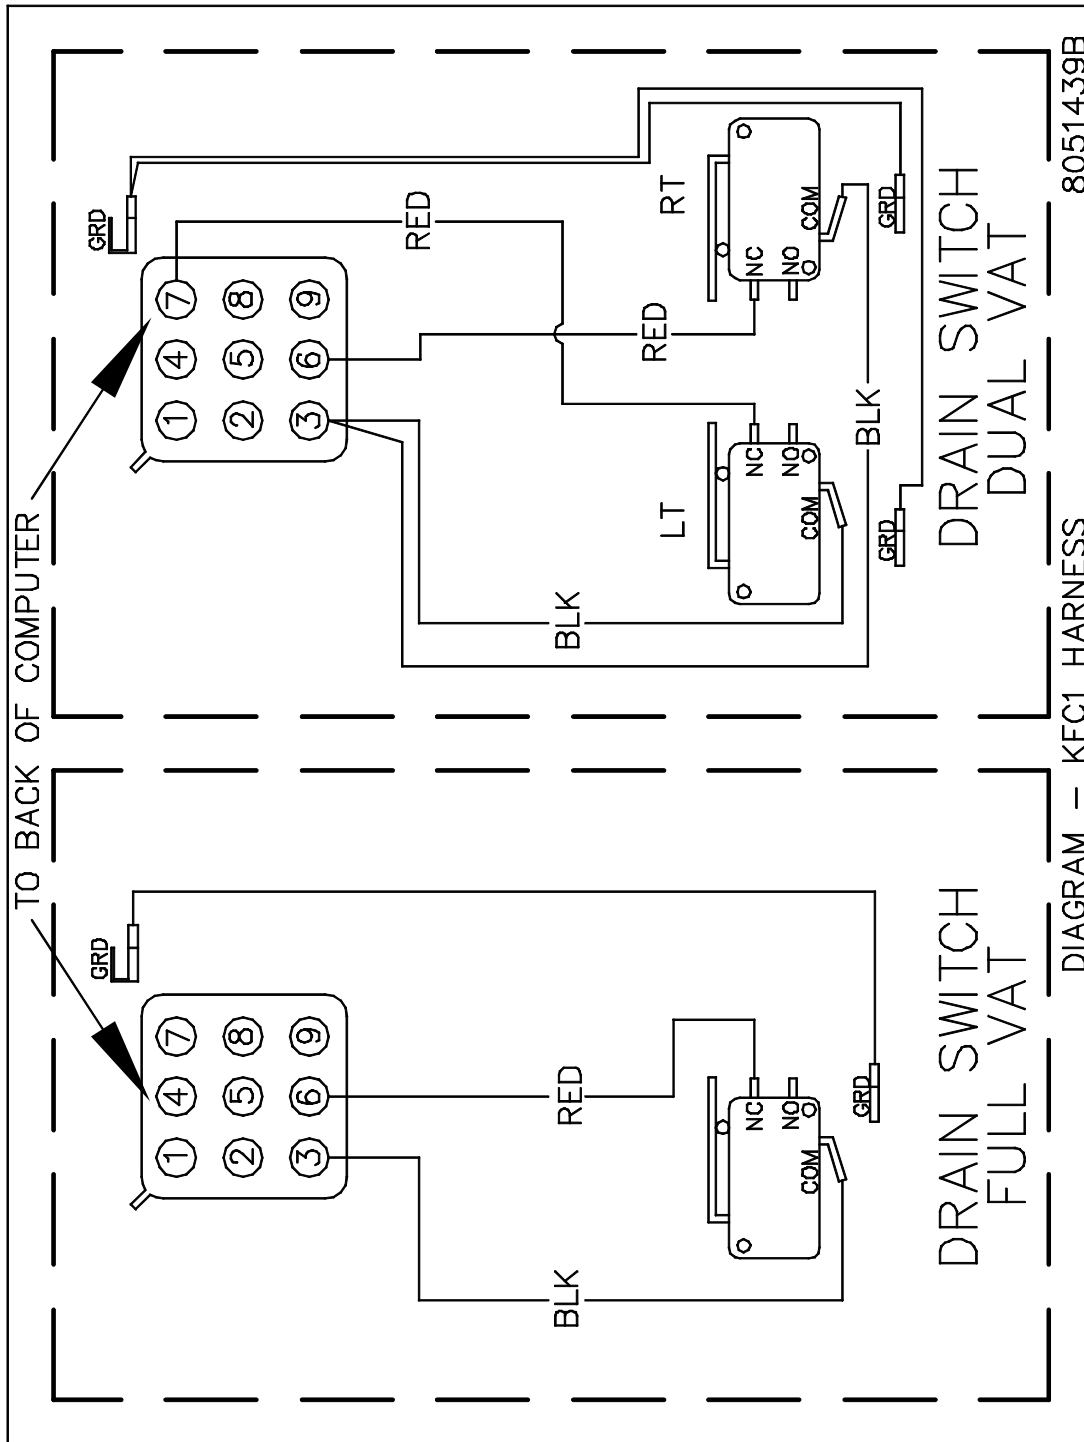 TO BACK OF COMPUTER
GRD
1 4 7
2 5 8
3 6 9
BLK
RED
NC
NO
COM
GRD
DRAIN SWITCH
FULL VAT
GRD
1 4 7
2 5 8
3 6 9
RED
BLK
RED
LT
RT
NC
NO
COM
NC
NO
COM
BLK
GRD
GRD
DRAIN SWITCH
DUAL VAT
DIAGRAM – KFC1 HARNESS
8051439B